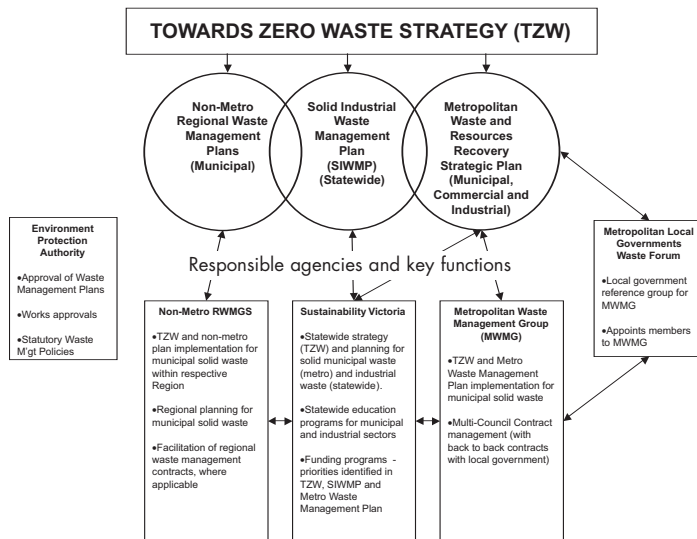 TOWARDS ZERO WASTE STRATEGY (TZW)
Non-Metro
Regional Waste
Management
Plans
(Municipal)
Solid Industrial
Waste
Management
Plan
(SIWMP)
(Statewide)
Metropolitan
Waste and
Resources
Recovery
Strategic Plan
(Municipal,
Commercial and
Industrial)
Environment
Protection
Authority
•Approval of Waste
Management Plans
•Works approvals
•Statutory Waste
M'gt Policies
Responsible agencies and key functions
Metropolitan Local
Governments
Waste Forum
•Local government
reference group for
MWMG
•Appoints members
to MWMG
Non-Metro RWMGS
•TZW and non-metro
plan implementation for
municipal solid waste
within respective
Region
•Regional planning for
municipal solid waste
•Facilitation of regional
waste management
contracts, where
applicable
Sustainability Victoria
•Statewide strategy
(TZW) and planning for
solid municipal waste
(metro) and industrial
waste (statewide).
•Statewide education
programs for municipal
and industrial sectors
•Funding programs -
priorities identified in
TZW, SIWMP and
Metro Waste
Management Plan
Metropolitan Waste
Management Group
(MWMG)
•TZW and Metro
Waste Management
Plan implementation for
municipal solid waste
•Multi-Council Contract
management (with
back to back contracts
with local government)